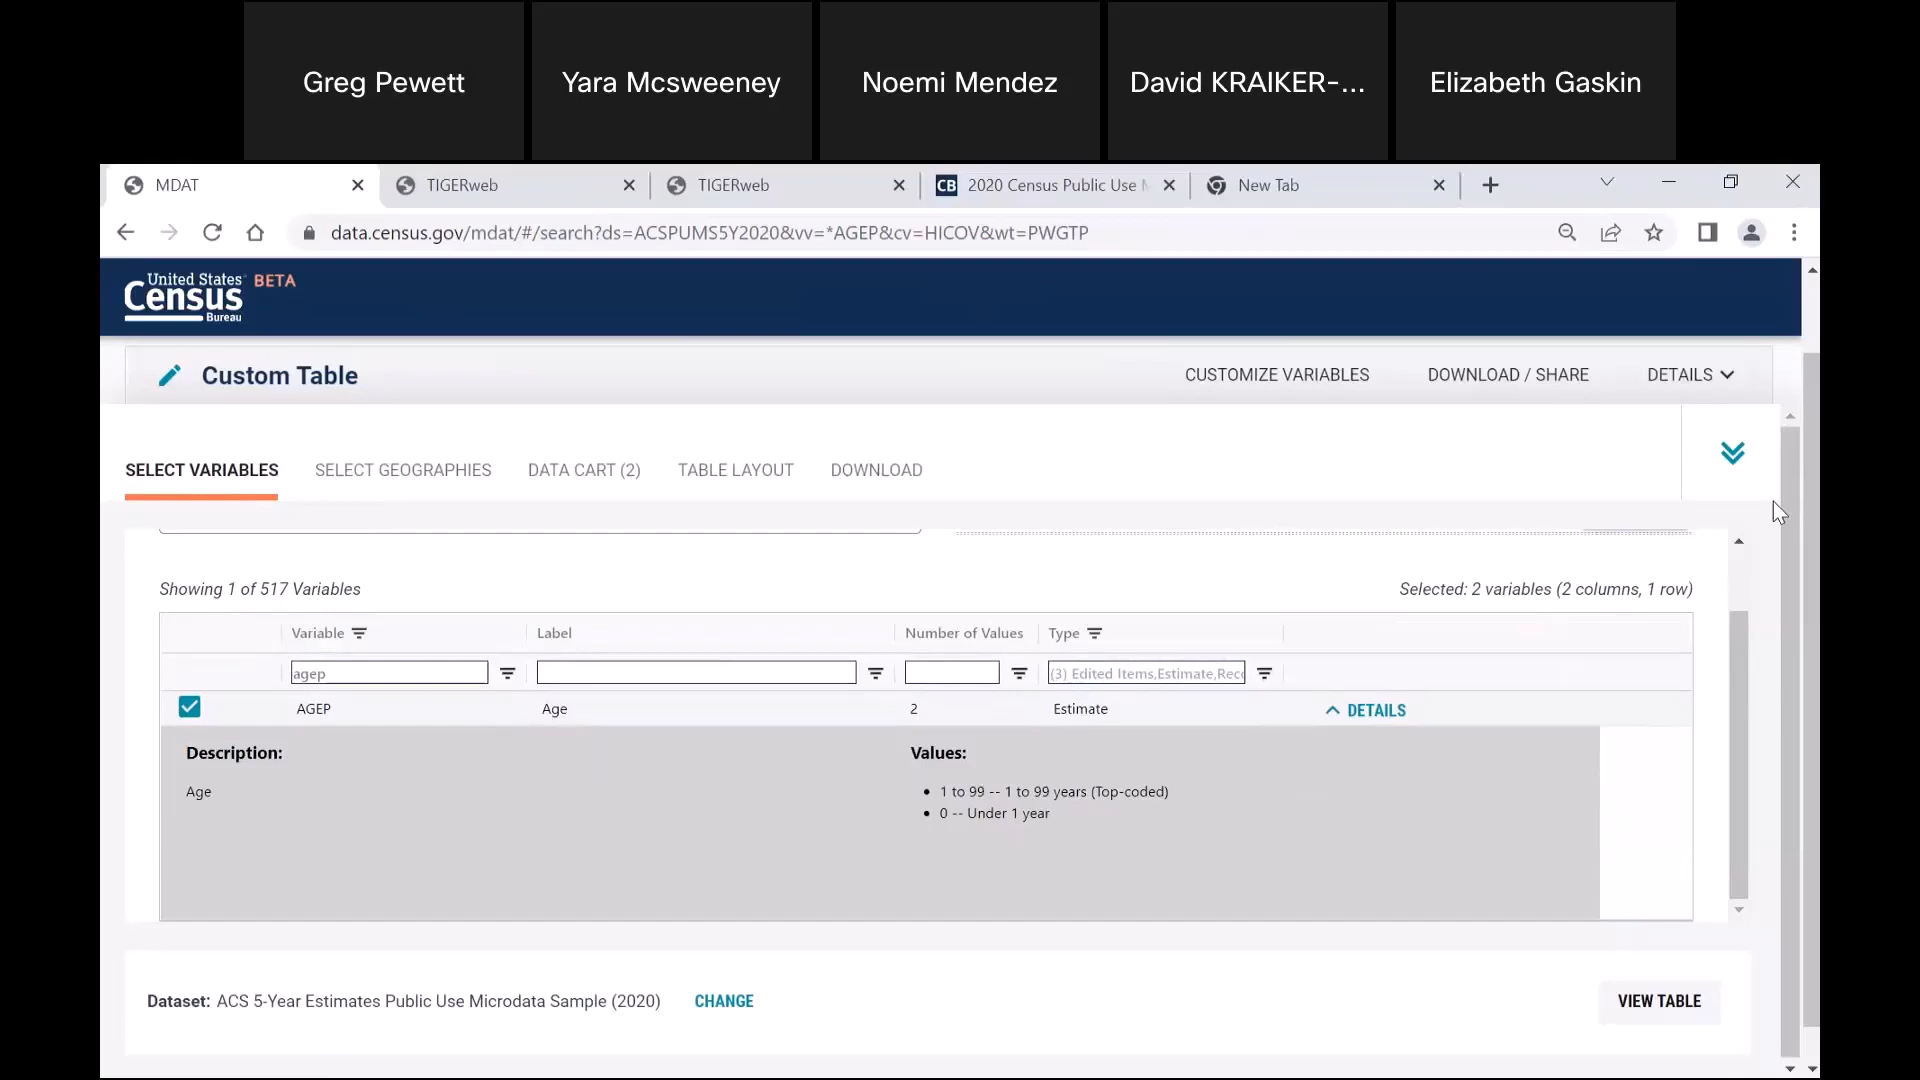 Greg Pewett
Yara Mcsweeney
Noemi Mendez
David KRAIKER-...
Elizabeth Gaskin
MDAT
TIGERweb
TIGERweb
CB 2020 Census Public Use
New Tab
data.census.gov/mdat/#/search?ds=ACSPUMS5Y2020&vv=*AGEP&cv=HICOV&wt=PWGTP
United States
Census
Bureau
BETA
Custom Table
CUSTOMIZE VARIABLES
DOWNLOAD / SHARE
DETAILS
SELECT VARIABLES
SELECT GEOGRAPHIES
DATA CART (2)
TABLE LAYOUT
DOWNLOAD
Showing 1 of 517 Variables
Selected: 2 variables (2 columns, 1 row)
Variable
Label
Number of Values
Type
agep
(3) Edited Items,Estimate,Rec
AGEP
Age
2
Estimate
DETAILS
Description:
Values:
Age
• 1 to 99 -- 1 to 99 years (Top-coded)
• 0 -- Under 1 year
Dataset: ACS 5-Year Estimates Public Use Microdata Sample (2020)
CHANGE
VIEW TABLE